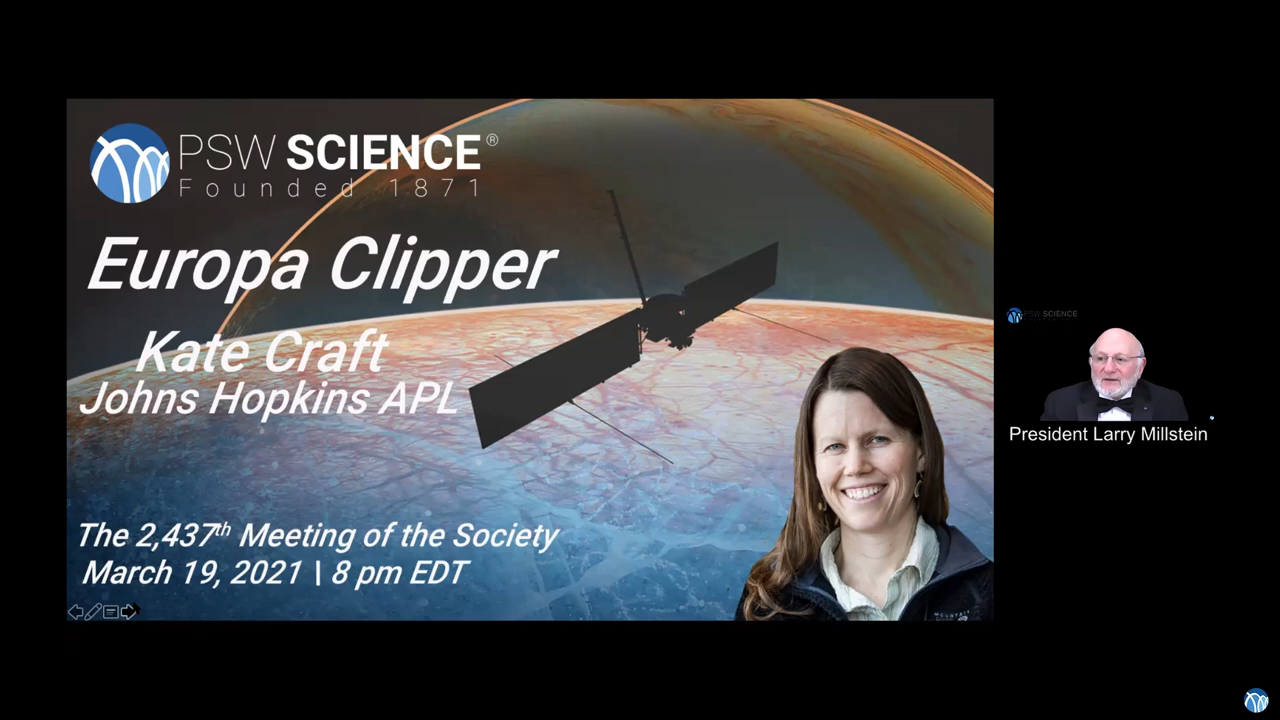 PSW SCIENCE®
Founded 1871
Europa Clipper
Kate Craft
Johns Hopkins APL
The 2,437th Meeting of the Society
March 19, 2021 | 8 pm EDT
PSW SCIENCE
President Larry Millstein